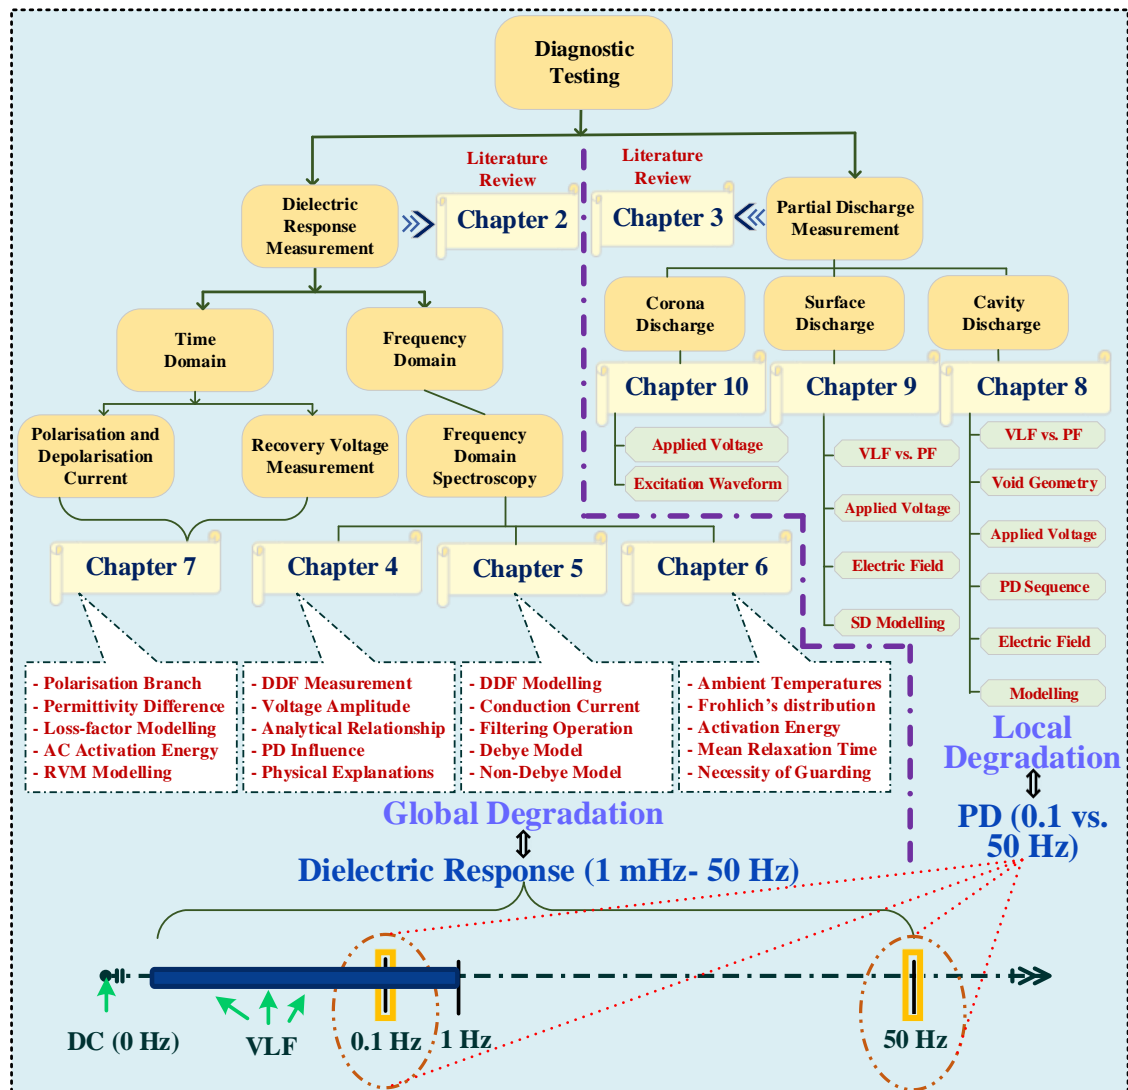 Diagnostic
Testing
Literature
Review
Literature
Review
Dielectric
Response
Measurement
Chapter 2
Chapter 3
Partial Discharge
Measurement
Time
Domain
Frequency
Domain
Corona
Discharge
Surface
Discharge
Cavity
Discharge
Chapter 10
Chapter 9
Chapter 8
Polarisation and
Depolarisation
Current
Recovery Voltage
Measurement
Frequency
Domain
Spectroscopy
Applied Voltage
Excitation Waveform
VLF vs. PF
Applied Voltage
Electric Field
SD Modelling
VLF vs. PF
Void Geometry
Applied Voltage
PD Sequence
Electric Field
Modelling
Chapter 7
Chapter 4
Chapter 5
Chapter 6
- Polarisation Branch
- Permittivity Difference
- Loss-factor Modelling
- AC Activation Energy
- RVM Modelling
- DDF Measurement
- Voltage Amplitude
- Analytical Relationship
- PD Influence
- Physical Explanations
- DDF Modelling
- Conduction Current
- Filtering Operation
- Debye Model
- Non-Debye Model
- Ambient Temperatures
- Frohlich's distribution
- Activation Energy
- Mean Relaxation Time
- Necessity of Guarding
Local
Degradation
PD (0.1 vs.
50 Hz)
Global Degradation
Dielectric Response (1 mHz- 50 Hz)
DC (0 Hz)
VLF
0.1 Hz
1 Hz
50 Hz